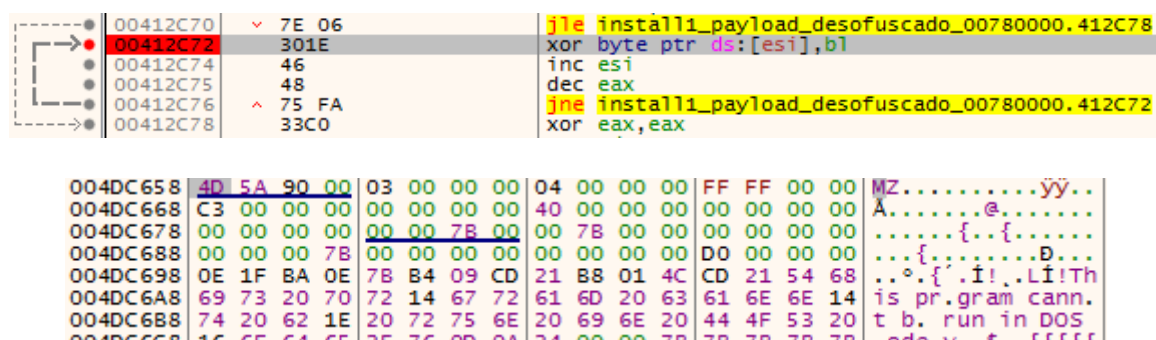 00412C70 7E 06 jle install1_payload_desofuscado_00780000.412C78
00412C72 301E xor byte ptr ds:[esi],bl
00412C74 46 inc esi
00412C75 48 dec eax
00412C76 ^ 75 FA jne install1_payload_desofuscado_00780000.412C72
00412C78 33C0 xor eax,eax
004DC658 4D 5A 90 00 03 00 00 00 04 00 00 00 FF FF 00 00 MZ..........ÿÿ..
004DC668 C3 00 00 00 00 00 00 00 40 00 00 00 00 00 00 00 Ã.......@.......
004DC678 00 00 00 00 00 00 7B 00 00 7B 00 00 00 00 00 00 ......{..{......
004DC688 00 00 00 7B 00 00 00 00 00 00 00 00 D0 00 00 00 ...{........Ð...
004DC698 0E 1F BA 0E 7B B4 09 CD 21 B8 01 4C CD 21 54 68 ..º.{´.Í!¸.LÍ!Th
004DC6A8 69 73 20 70 72 14 67 72 61 6D 20 63 61 6E 6E 14 is pr.gram cann.
004DC6B8 74 20 62 1E 20 72 75 6E 20 69 6E 20 44 4F 53 20 t b. run in DOS